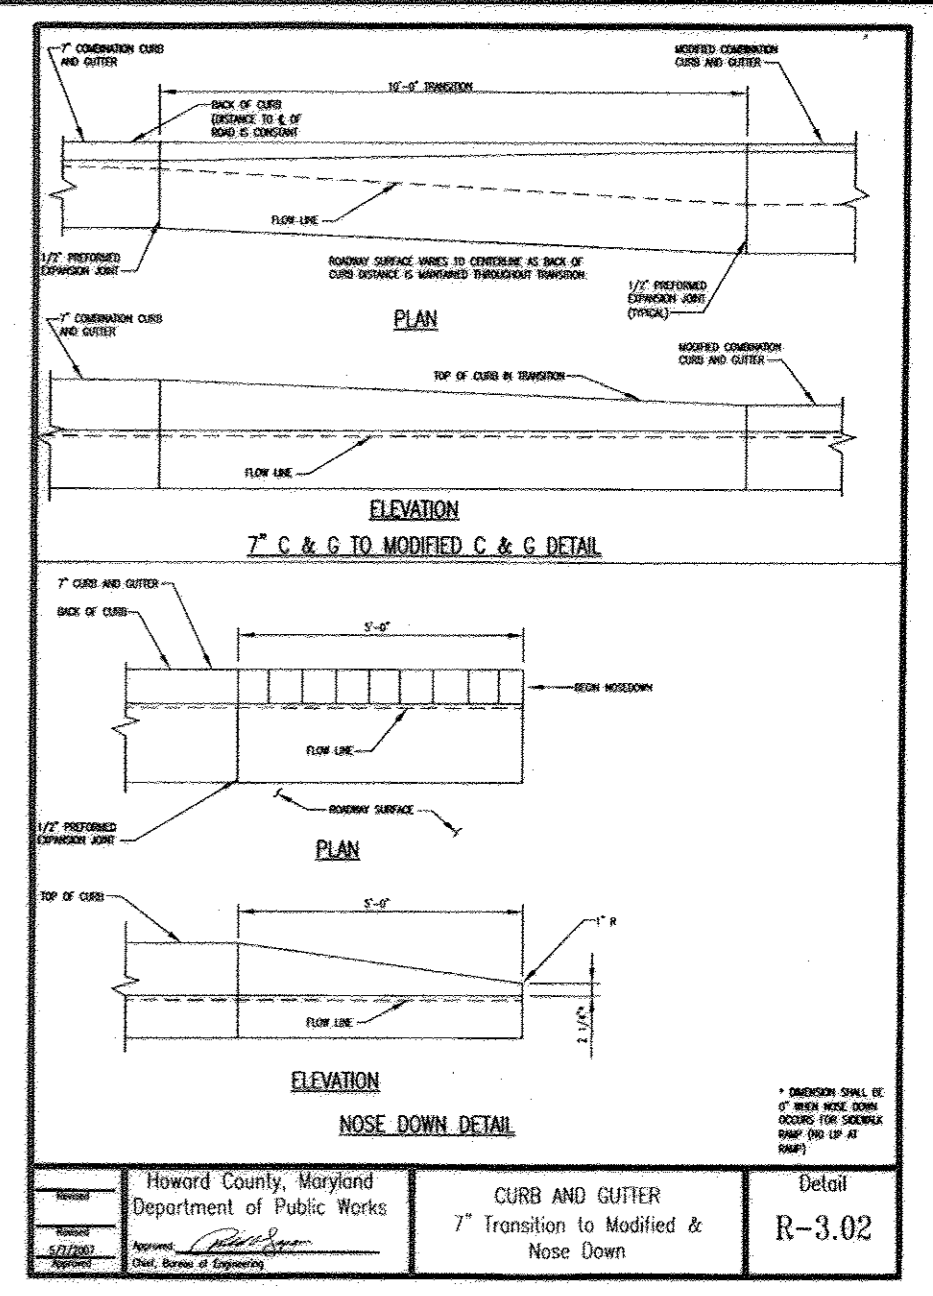 7" COMBINATION CURB
AND GUTTER
MODIFIED COMBINATION
CURB AND GUTTER
10'-0" TRANSITION
BACK OF CURB
(DISTANCE TO ℄ OF
ROAD IS CONSTANT
FLOW LINE
1/2" PREFORMED
EXPANSION JOINT
ROADWAY SURFACE VARIES TO CENTERLINE AS BACK OF
CURB DISTANCE IS MAINTAINED THROUGHOUT TRANSITION
1/2" PREFORMED
EXPANSION JOINT
(TYPICAL)
PLAN
7" COMBINATION CURB
AND GUTTER
MODIFIED COMBINATION
CURB AND GUTTER
TOP OF CURB IN TRANSITION
FLOW LINE
ELEVATION
7" C & G TO MODIFIED C & G DETAIL
7" CURB AND GUTTER
BACK OF CURB
5'-0"
BEGIN NOSEDOWN
FLOW LINE
ROADWAY SURFACE
1/2" PREFORMED
EXPANSION JOINT
PLAN
TOP OF CURB
5'-0"
1" R
FLOW LINE
2 1/4"*
ELEVATION
NOSE DOWN DETAIL
* DIMENSION SHALL BE
0" WHEN NOSE DOWN
OCCURS FOR SIDEWALK
RAMP (NO LIP AT
RAMP)
Revised
Revised
5/7/2007
Approved
Howard County, Maryland
Department of Public Works
Approved:
Chief, Bureau of Engineering
CURB AND GUTTER
7" Transition to Modified &
Nose Down
Detail
R-3.02